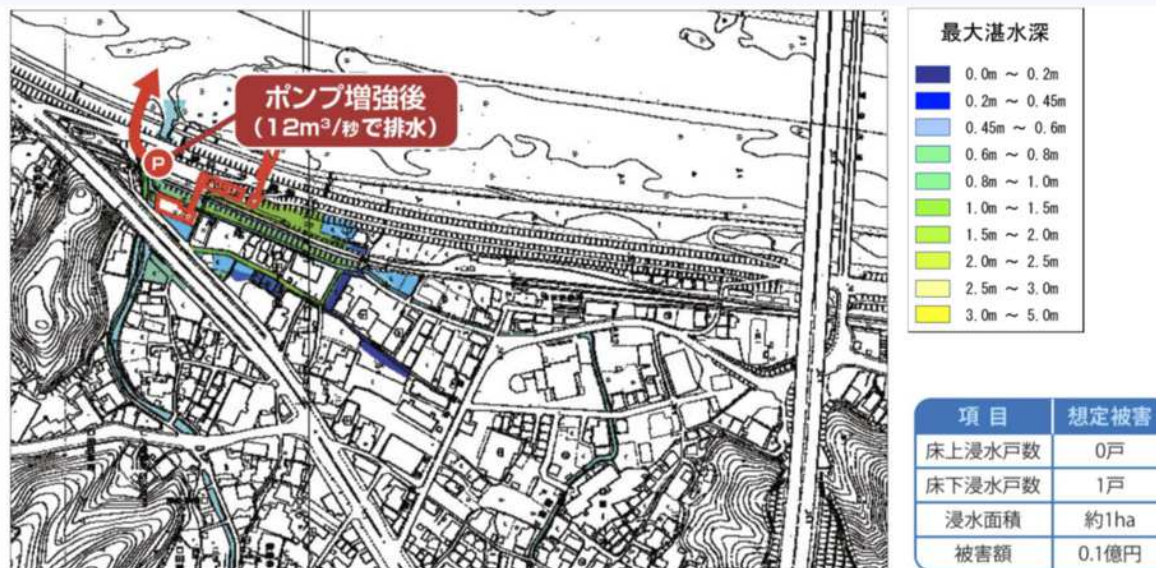 ポンプ増強後
(12m³/秒で排水)
P
最大湛水深
0.0m ～ 0.2m
0.2m ～ 0.45m
0.45m ～ 0.6m
0.6m ～ 0.8m
0.8m ～ 1.0m
1.0m ～ 1.5m
1.5m ～ 2.0m
2.0m ～ 2.5m
2.5m ～ 3.0m
3.0m ～ 5.0m
項目 想定被害
床上浸水戸数 0戸
床下浸水戸数 1戸
浸水面積 約1ha
被害額 0.1億円